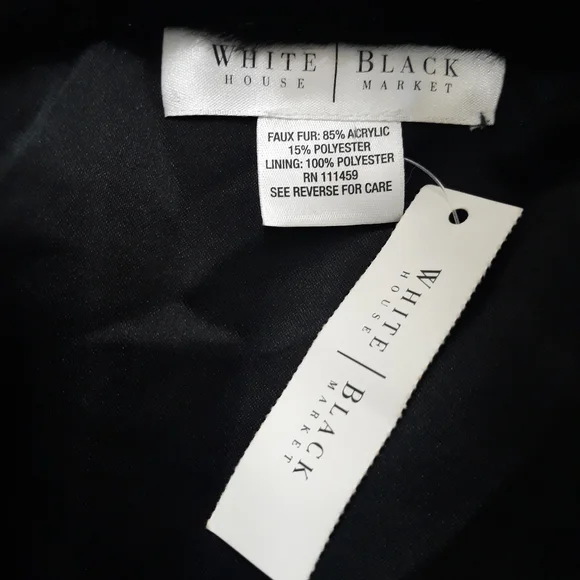 WHITE | BLACK
HOUSE MARKET
FAUX FUR: 85% ACRYLIC
15% POLYESTER
LINING: 100% POLYESTER
RN 111459
SEE REVERSE FOR CARE
WHITE | BLACK
HOUSE MARKET